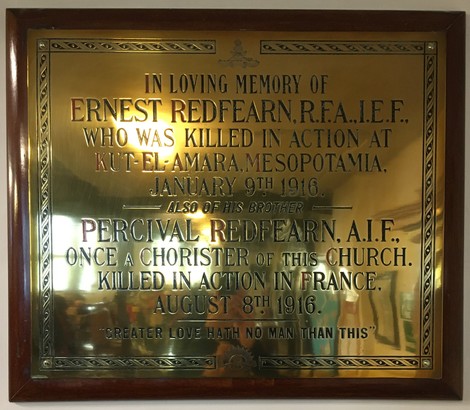 IN LOVING MEMORY OF
ERNEST REDFEARN, R.F.A., I.E.F.,
WHO WAS KILLED IN ACTION AT
KUT-EL-AMARA, MESOPOTAMIA,
JANUARY 9TH 1916.
ALSO OF HIS BROTHER
PERCIVAL REDFEARN, A.I.F.,
ONCE A CHORISTER OF THIS CHURCH.
KILLED IN ACTION IN FRANCE,
AUGUST 8TH 1916.
"GREATER LOVE HATH NO MAN THAN THIS"